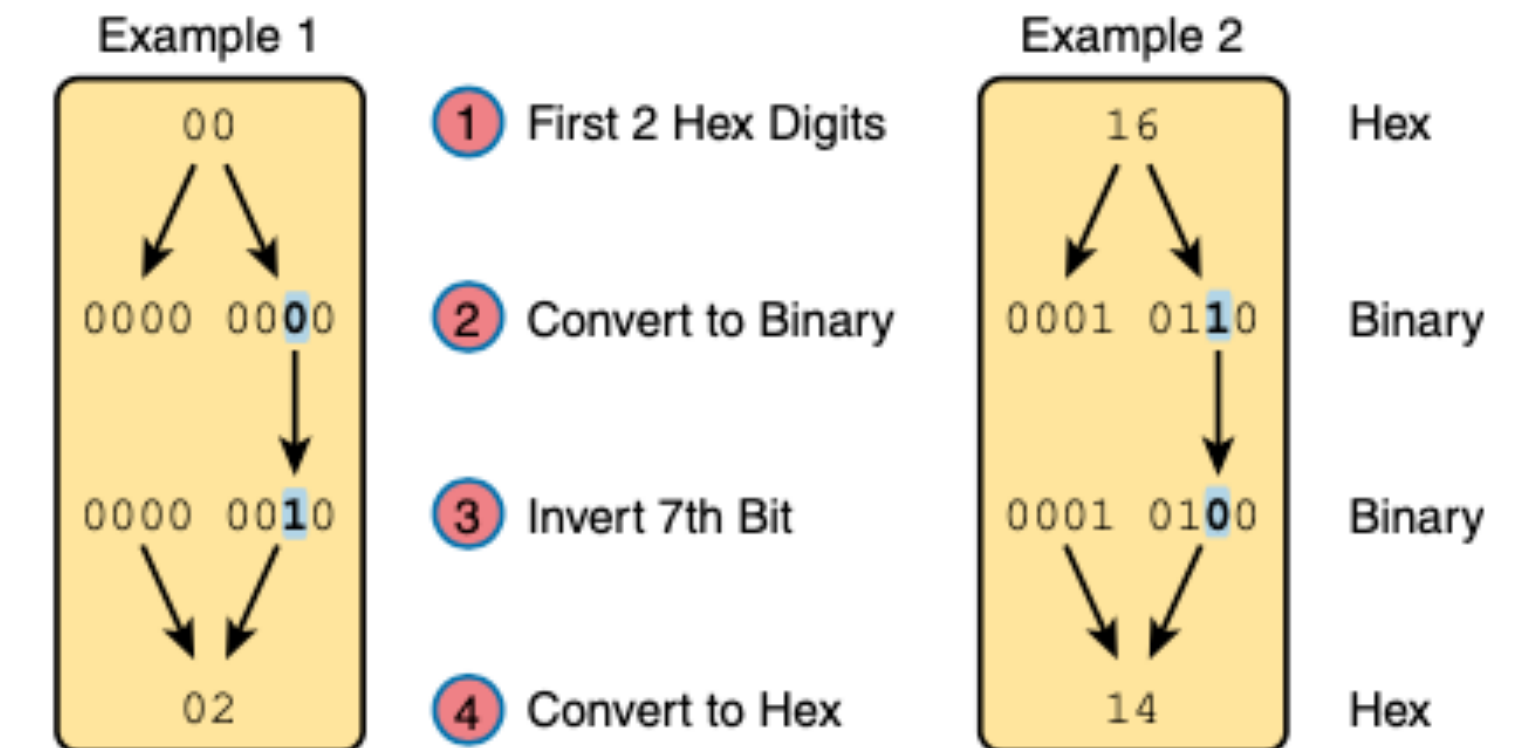 Example 1 Example 2
00 1 First 2 Hex Digits 16 Hex
0000 0000 2 Convert to Binary 0001 0110 Binary
0000 0010 3 Invert 7th Bit 0001 0100 Binary
02 4 Convert to Hex 14 Hex